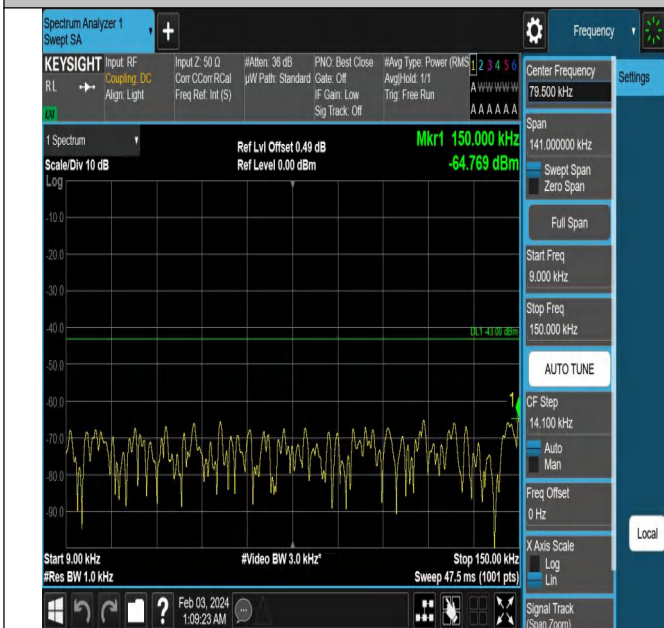 Spectrum Analyzer 1
Swept SA
+
Frequency
KEYSIGHT
RL
LXI
Input: RF
Coupling: DC
Align: Light
Input Z: 50 Ω
Corr CCorr RCal
Freq Ref: Int (S)
#Atten: 36 dB
µW Path: Standard
PNO: Best Close
Gate: Off
IF Gain: Low
Sig Track: Off
#Avg Type: Power (RMS
Avg|Hold: 1/1
Trig: Free Run
1 2 3 4 5 6
A W W W W W
A A A A A A
1 Spectrum
Scale/Div 10 dB
Ref Lvl Offset 0.49 dB
Ref Level 0.00 dBm
Mkr1 150.000 kHz
-64.769 dBm
Log
-10.0
-20.0
-30.0
-40.0
-50.0
-60.0
-70.0
-80.0
-90.0
DL1 -43.00 dBm
1
Start 9.00 kHz
#Res BW 1.0 kHz
#Video BW 3.0 kHz*
Stop 150.00 kHz
Sweep 47.5 ms (1001 pts)
?
Feb 03, 2024
1:09:23 AM
Center Frequency
79.500 kHz
Span
141.000000 kHz
Swept Span
Zero Span
Full Span
Start Freq
9.000 kHz
Stop Freq
150.000 kHz
AUTO TUNE
CF Step
14.100 kHz
Auto
Man
Freq Offset
0 Hz
X Axis Scale
Log
Lin
Signal Track
(Span Zoom)
Settings
Local